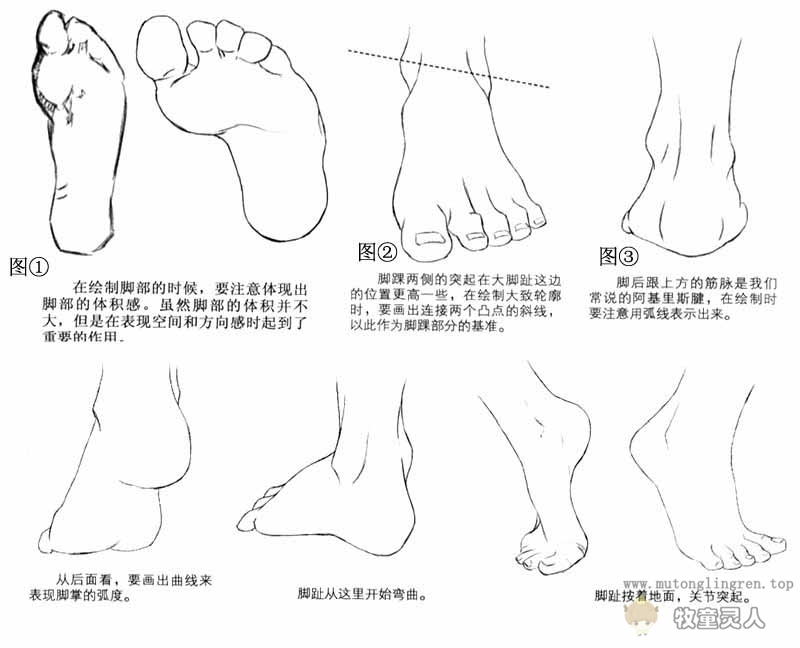 图①
在绘制脚部的时候，要注意体现出
脚部的体积感。虽然脚部的体积并不
大，但是在表现空间和方向感时起到了
重要的作用。
图②
脚踝两侧的突起在大脚趾这边
的位置更高一些，在绘制大致轮廓
时，要画出连接两个凸点的斜线，
以此作为脚踝部分的基准。
图③
脚后跟上方的筋脉是我们
常说的阿基里斯腱，在绘制时
要注意用弧线表示出来。
从后面看，要画出曲线来
表现脚掌的弧度。
脚趾从这里开始弯曲。
脚趾按着地面，关节突起。
www.mutonglingren.top
牧童灵人